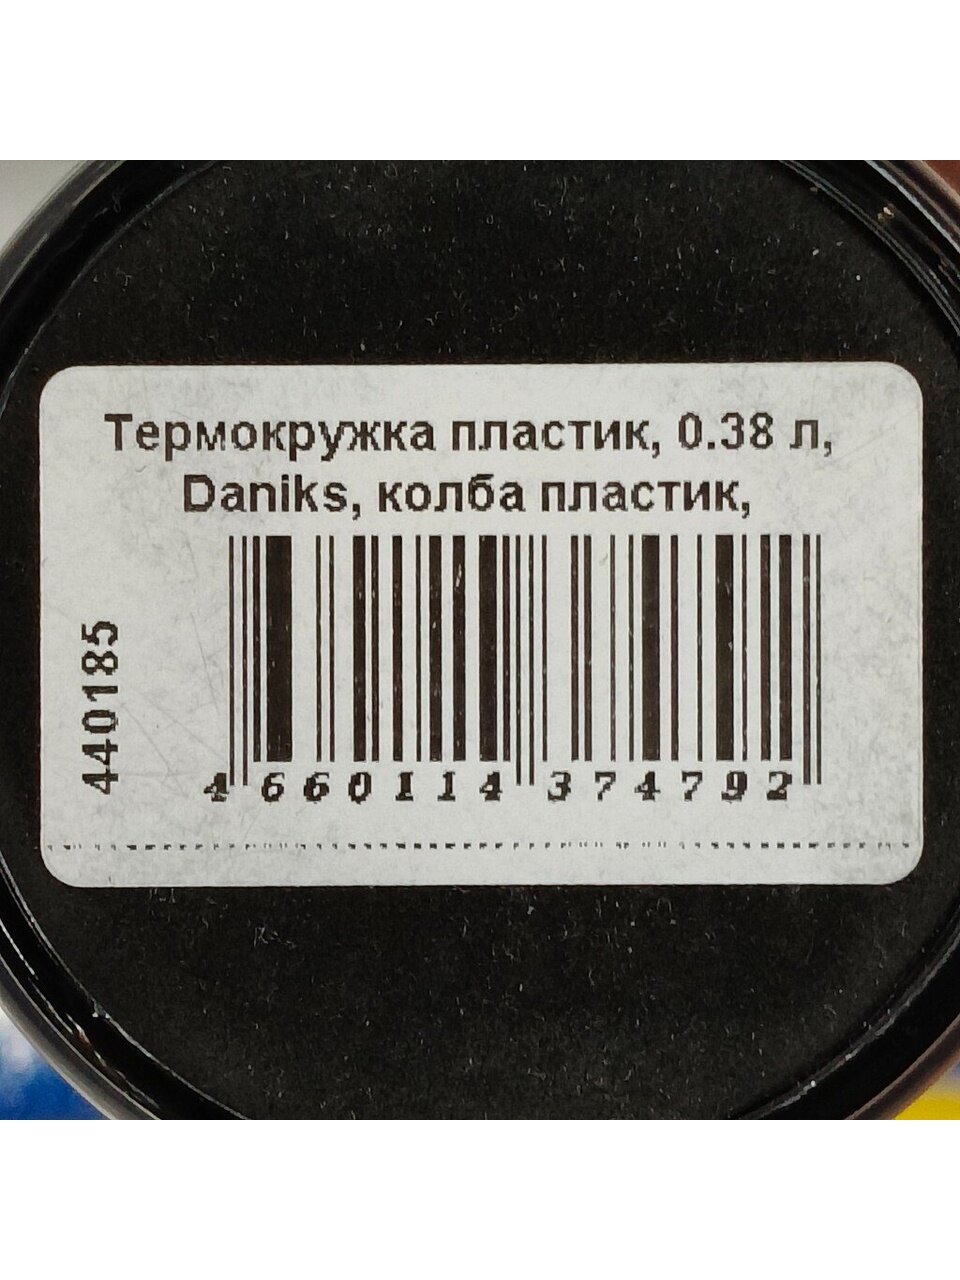 Термокружка пластик, 0.38 л,
Daniks, колба пластик,
440185
4 660114 374792